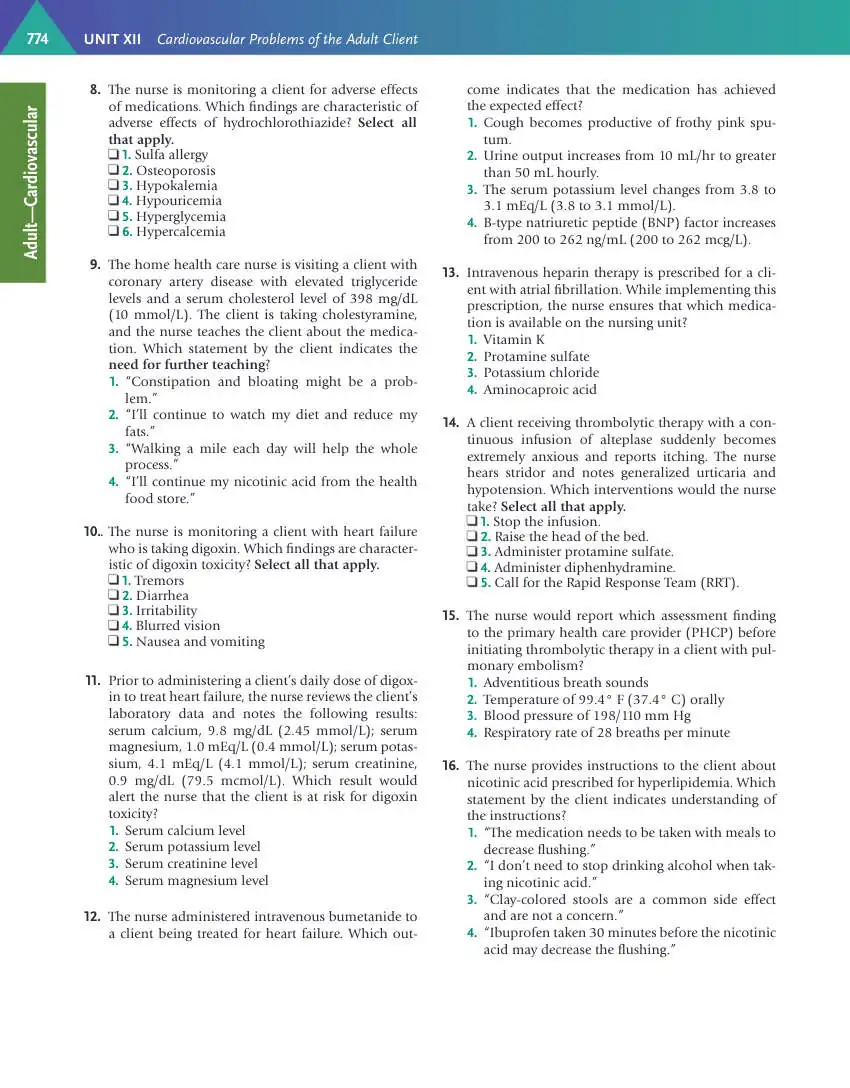 774 UNIT XII Cardiovascular Problems of the Adult Client
Adult—Cardiovascular
8. The nurse is monitoring a client for adverse effects
of medications. Which findings are characteristic of
adverse effects of hydrochlorothiazide? Select all
that apply.
❑ 1. Sulfa allergy
❑ 2. Osteoporosis
❑ 3. Hypokalemia
❑ 4. Hypouricemia
❑ 5. Hyperglycemia
❑ 6. Hypercalcemia
9. The home health care nurse is visiting a client with
coronary artery disease with elevated triglyceride
levels and a serum cholesterol level of 398 mg/dL
(10 mmol/L). The client is taking cholestyramine,
and the nurse teaches the client about the medica-
tion. Which statement by the client indicates the
need for further teaching?
1. “Constipation and bloating might be a prob-
lem.”
2. “I’ll continue to watch my diet and reduce my
fats.”
3. “Walking a mile each day will help the whole
process.”
4. “I’ll continue my nicotinic acid from the health
food store.”
10.. The nurse is monitoring a client with heart failure
who is taking digoxin. Which findings are character-
istic of digoxin toxicity? Select all that apply.
❑ 1. Tremors
❑ 2. Diarrhea
❑ 3. Irritability
❑ 4. Blurred vision
❑ 5. Nausea and vomiting
11. Prior to administering a client’s daily dose of digox-
in to treat heart failure, the nurse reviews the client’s
laboratory data and notes the following results:
serum calcium, 9.8 mg/dL (2.45 mmol/L); serum
magnesium, 1.0 mEq/L (0.4 mmol/L); serum potas-
sium, 4.1 mEq/L (4.1 mmol/L); serum creatinine,
0.9 mg/dL (79.5 mcmol/L). Which result would
alert the nurse that the client is at risk for digoxin
toxicity?
1. Serum calcium level
2. Serum potassium level
3. Serum creatinine level
4. Serum magnesium level
12. The nurse administered intravenous bumetanide to
a client being treated for heart failure. Which out-
come indicates that the medication has achieved
the expected effect?
1. Cough becomes productive of frothy pink spu-
tum.
2. Urine output increases from 10 mL/hr to greater
than 50 mL hourly.
3. The serum potassium level changes from 3.8 to
3.1 mEq/L (3.8 to 3.1 mmol/L).
4. B-type natriuretic peptide (BNP) factor increases
from 200 to 262 ng/mL (200 to 262 mcg/L).
13. Intravenous heparin therapy is prescribed for a cli-
ent with atrial fibrillation. While implementing this
prescription, the nurse ensures that which medica-
tion is available on the nursing unit?
1. Vitamin K
2. Protamine sulfate
3. Potassium chloride
4. Aminocaproic acid
14. A client receiving thrombolytic therapy with a con-
tinuous infusion of alteplase suddenly becomes
extremely anxious and reports itching. The nurse
hears stridor and notes generalized urticaria and
hypotension. Which interventions would the nurse
take? Select all that apply.
❑ 1. Stop the infusion.
❑ 2. Raise the head of the bed.
❑ 3. Administer protamine sulfate.
❑ 4. Administer diphenhydramine.
❑ 5. Call for the Rapid Response Team (RRT).
15. The nurse would report which assessment finding
to the primary health care provider (PHCP) before
initiating thrombolytic therapy in a client with pul-
monary embolism?
1. Adventitious breath sounds
2. Temperature of 99.4° F (37.4° C) orally
3. Blood pressure of 198/110 mm Hg
4. Respiratory rate of 28 breaths per minute
16. The nurse provides instructions to the client about
nicotinic acid prescribed for hyperlipidemia. Which
statement by the client indicates understanding of
the instructions?
1. “The medication needs to be taken with meals to
decrease flushing.”
2. “I don’t need to stop drinking alcohol when tak-
ing nicotinic acid.”
3. “Clay-colored stools are a common side effect
and are not a concern.”
4. “Ibuprofen taken 30 minutes before the nicotinic
acid may decrease the flushing.”